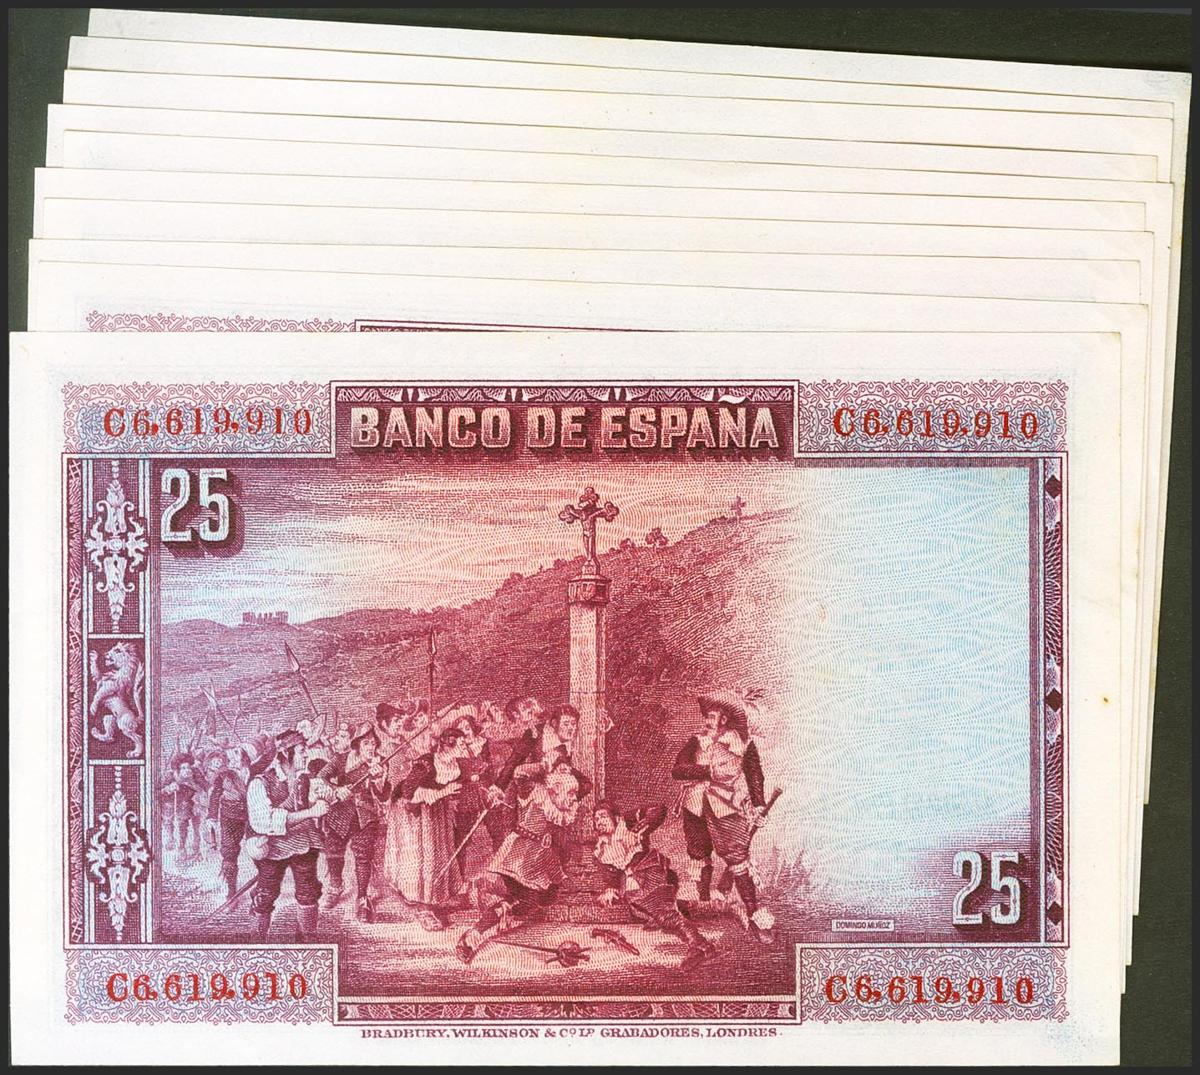 C6,619,910 BANCO DE ESPAÑA C6,619,910
25
25
DOMINGO MUÑOZ
C6,619,910 C6,619,910
BRADBURY, WILKINSON & Cº Lᴰ GRABADORES, LONDRES.